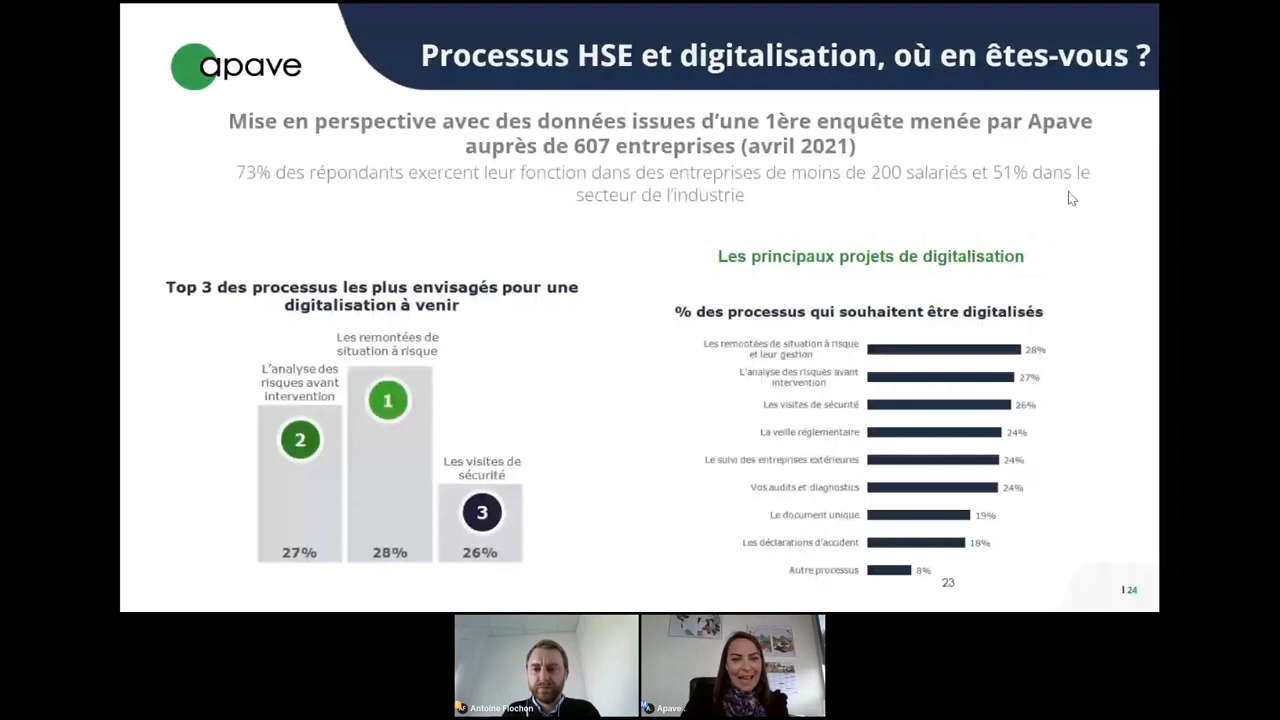 apave
Processus HSE et digitalisation, où en êtes-vous ?
Mise en perspective avec des données issues d'une 1ère enquête menée par Apave
auprès de 607 entreprises (avril 2021)
73% des répondants exercent leur fonction dans des entreprises de moins de 200 salariés et 51% dans le
secteur de l'industrie
Top 3 des processus les plus envisagés pour une
digitalisation à venir
Les remontées de
situation à risque
L'analyse des
risques avant
intervention
Les visites de
sécurité
1
2
3
27%
28%
26%
Les principaux projets de digitalisation
% des processus qui souhaitent être digitalisés
Les remontées de situation à risque
et leur gestion
28%
L'analyse des risques avant
intervention
27%
Les visites de sécurité
26%
La veille réglementaire
24%
Le suivi des entreprises extérieures
24%
Vos audits et diagnostics
24%
Le document unique
19%
Les déclarations d'accident
18%
Autre processus
8%
23
I 24
AF Antoine Flochon
Apave